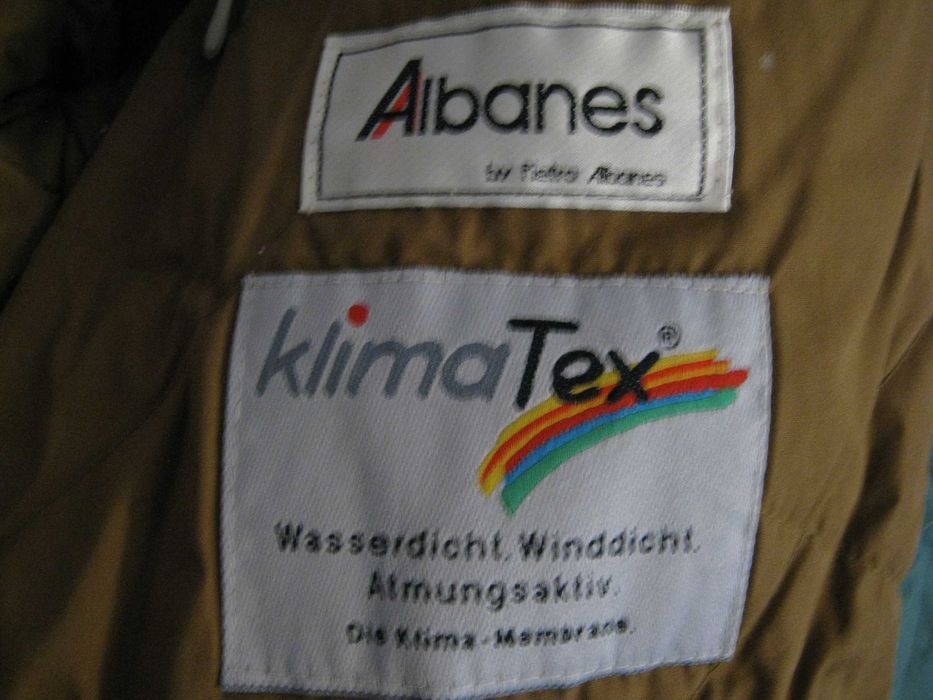 Albanes
by Pietro Albanes
klimaTex®
Wasserdicht. Winddicht.
Atmungsaktiv.
Die Klima-Membrane.